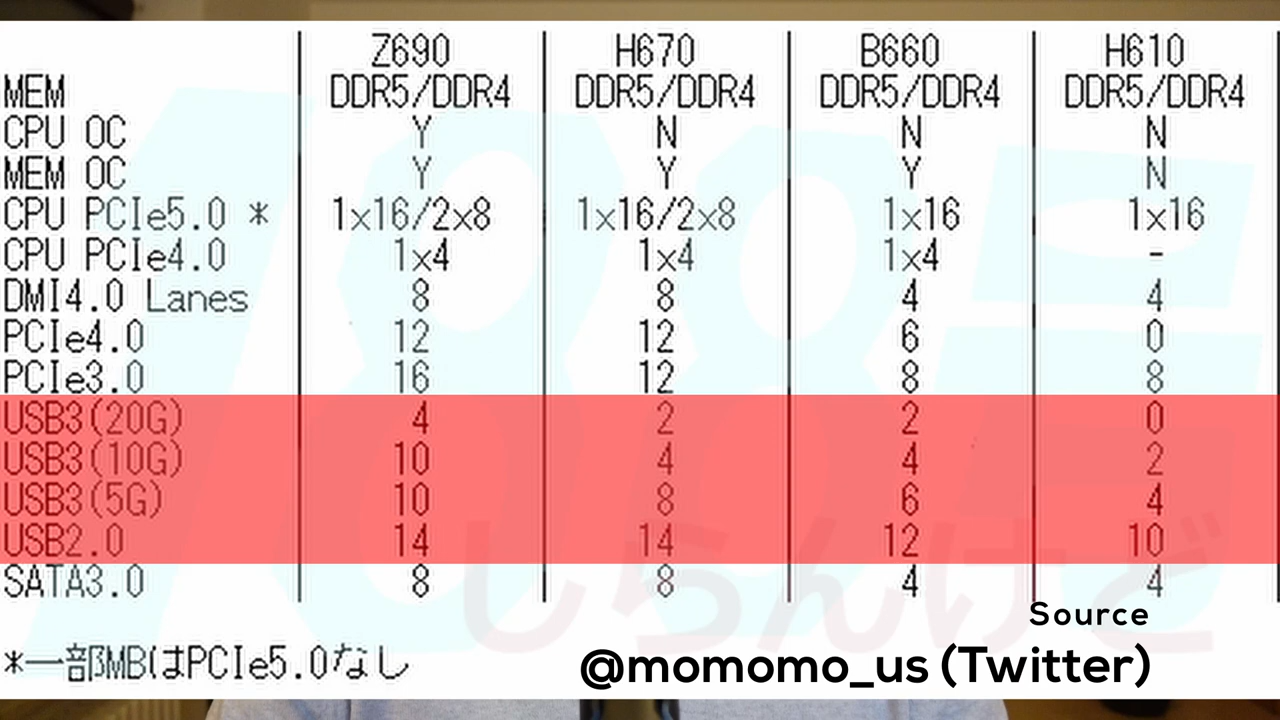 Z690 H670 B660 H610
MEM DDR5/DDR4 DDR5/DDR4 DDR5/DDR4 DDR5/DDR4
CPU OC Y N N N
MEM OC Y Y Y N
CPU PCIe5.0 * 1x16/2x8 1x16/2x8 1x16 1x16
CPU PCIe4.0 1x4 1x4 1x4 -
DMI4.0 Lanes 8 8 4 4
PCIe4.0 12 12 6 0
PCIe3.0 16 12 8 8
USB3(20G) 4 2 2 0
USB3(10G) 10 4 4 2
USB3(5G) 10 8 6 4
USB2.0 14 14 12 10
SATA3.0 8 8 4 4
しらんけど
Source
*一部MBはPCIe5.0なし
@momomo_us (Twitter)